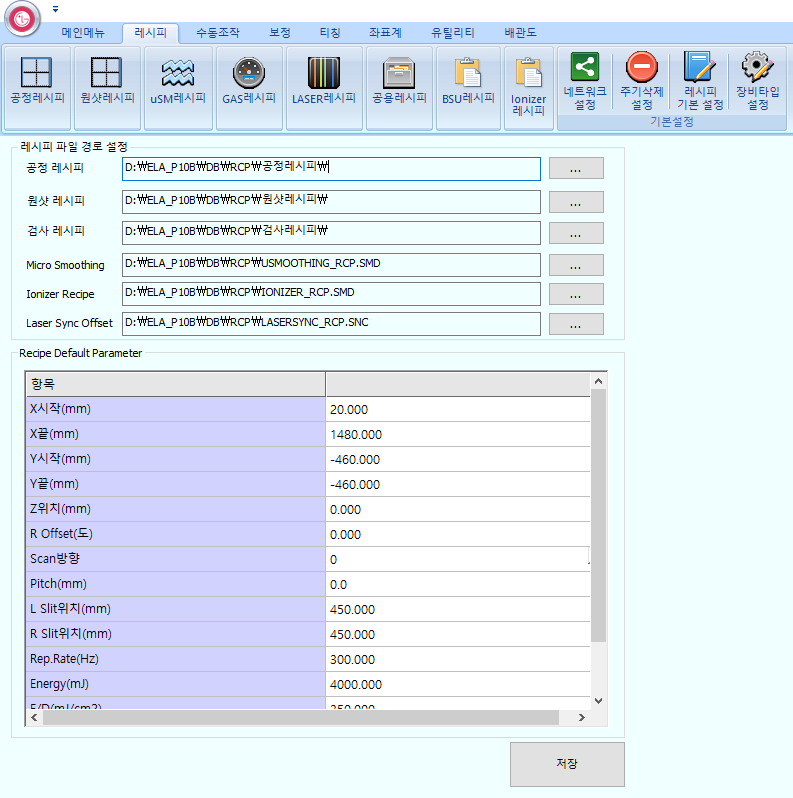 메인메뉴 레시피 수동조작 보정 티칭 좌표계 유틸리티 배관도
공정레시피 원샷레시피 uSM레시피 GAS레시피 LASER레시피 공용레시피 BSU레시피 Ionizer 레시피 네트워크 설정 주기삭제 설정 레시피 기본 설정 장비타입 설정
기본설정
레시피 파일 경로 설정
공정 레시피 D:₩ELA_P10B₩DB₩RCP₩공정레시피₩ ...
원샷 레시피 D:₩ELA_P10B₩DB₩RCP₩원샷레시피₩ ...
검사 레시피 D:₩ELA_P10B₩DB₩RCP₩검사레시피₩ ...
Micro Smoothing D:₩ELA_P10B₩DB₩RCP₩USMOOTHING_RCP.SMD ...
Ionizer Recipe D:₩ELA_P10B₩DB₩RCP₩IONIZER_RCP.SMD ...
Laser Sync Offset D:₩ELA_P10B₩DB₩RCP₩LASERSYNC_RCP.SNC ...
Recipe Default Parameter
항목
X시작(mm) 20.000
X끝(mm) 1480.000
Y시작(mm) -460.000
Y끝(mm) -460.000
Z위치(mm) 0.000
R Offset(도) 0.000
Scan방향 0
Pitch(mm) 0.0
L Slit위치(mm) 450.000
R Slit위치(mm) 450.000
Rep.Rate(Hz) 300.000
Energy(mJ) 4000.000
저장